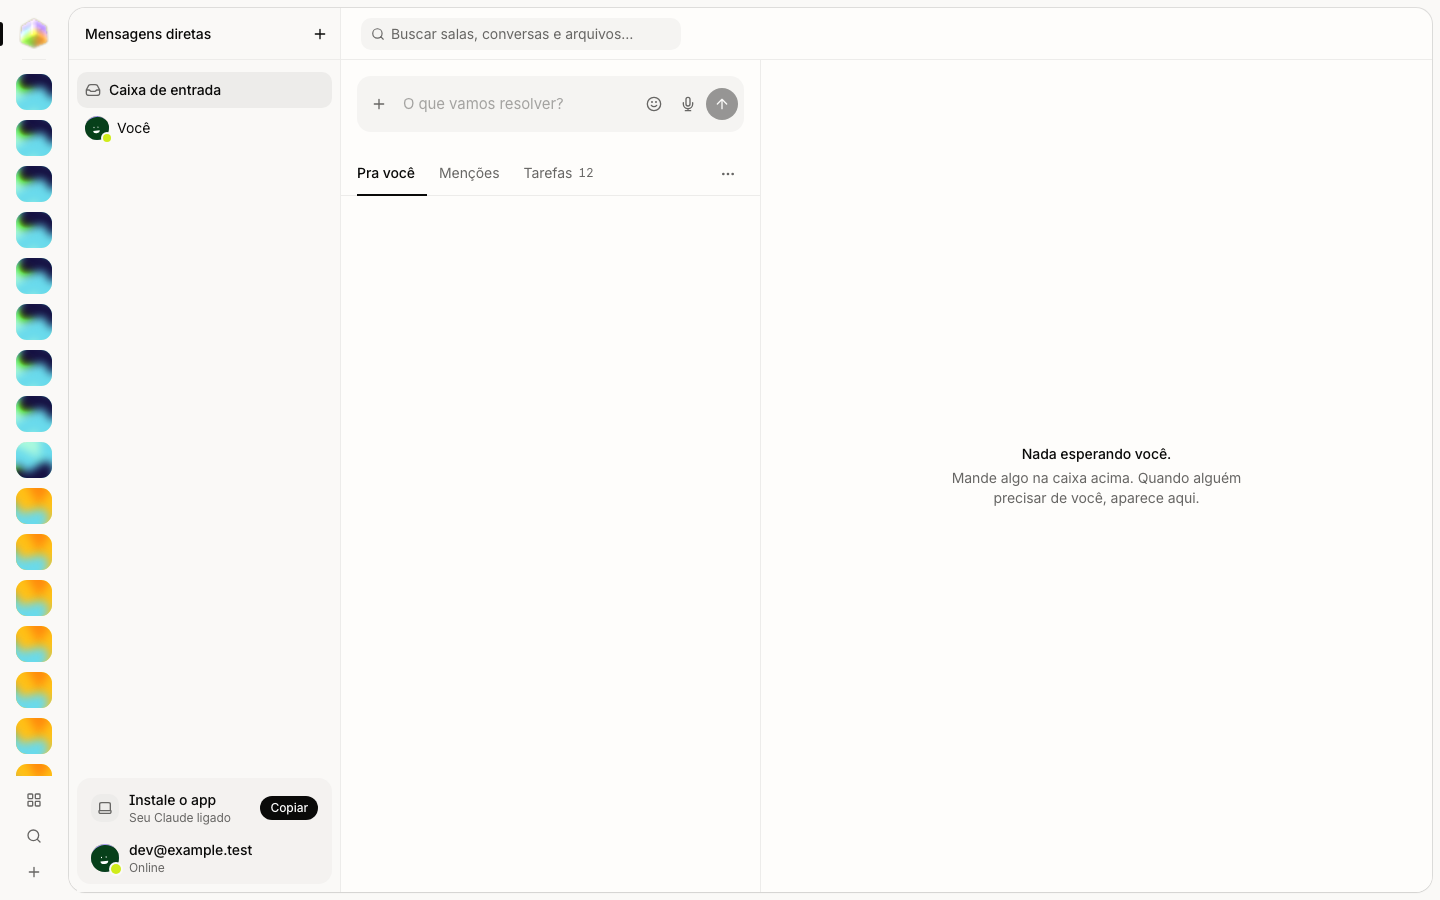 Mensagens diretas
Buscar salas, conversas e arquivos...
Caixa de entrada
Você
O que vamos resolver?
Pra você
Menções
Tarefas 12
Nada esperando você.
Mande algo na caixa acima. Quando alguém
precisar de você, aparece aqui.
Instale o app
Seu Claude ligado
Copiar
dev@example.test
Online